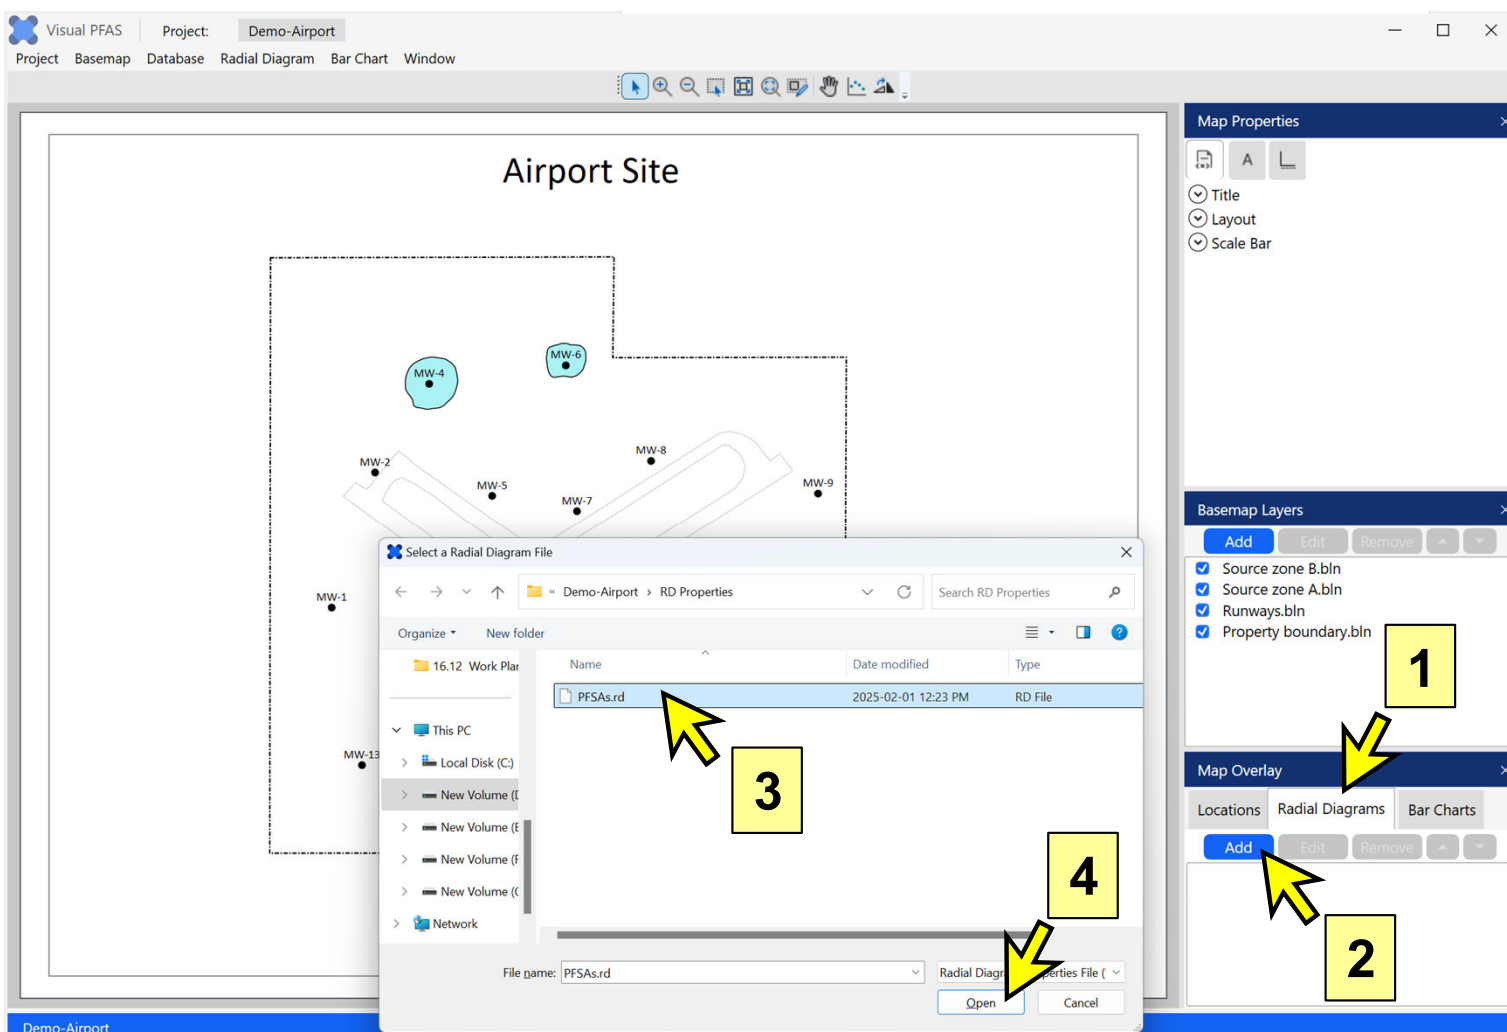 Visual PFAS Project: Demo-Airport
Project Basemap Database Radial Diagram Bar Chart Window
Map Properties
A
Title
Layout
Scale Bar
Airport Site
MW-6
MW-4
MW-8
MW-2
MW-5
MW-9
MW-7
MW-1
MW-13
Basemap Layers
Add Edit Remove
Source zone B.bln
Source zone A.bln
Runways.bln
Property boundary.bln
1
Map Overlay
Locations Radial Diagrams Bar Charts
Add Edit Remove
2
Select a Radial Diagram File
« Demo-Airport > RD Properties
Search RD Properties
Organize New folder
16.12 Work Plan
Name Date modified Type
PFSAs.rd 2025-02-01 12:23 PM RD File
This PC
Local Disk (C:)
New Volume (D
New Volume (E
New Volume (F
New Volume (G
Network
3
4
File name: PFSAs.rd
Radial Diagr perties File (
Open Cancel
Demo-Airport